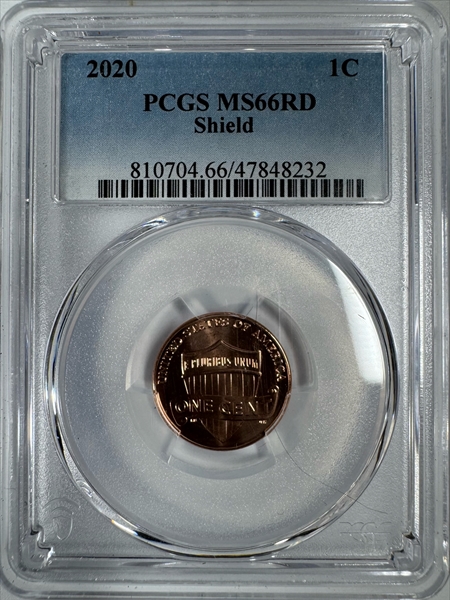 2020 1C
PCGS MS66RD
Shield
810704.66/47848232
UNITED STATES OF AMERICA
E PLURIBUS UNUM
ONE CENT